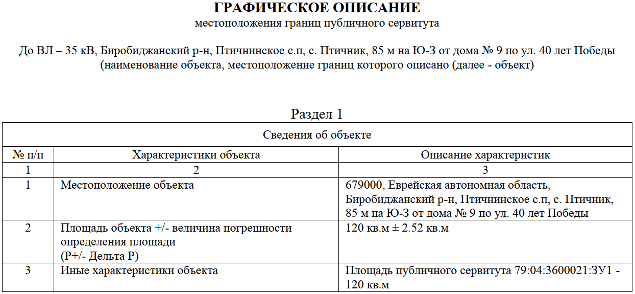 ГРАФИЧЕСКОЕ ОПИСАНИЕ
местоположения границ публичного сервитута
До ВЛ – 35 кВ, Биробиджанский р-н, Птичнинское с.п, с. Птичник, 85 м на Ю-З от дома № 9 по ул. 40 лет Победы
(наименование объекта, местоположение границ которого описано (далее - объект)
Раздел 1
Сведения об объекте
№ п/п Характеристики объекта Описание характеристик
1 2 3
1 Местоположение объекта 679000, Еврейская автономная область,
Биробиджанский р-н, Птичнинское с.п, с. Птичник,
85 м на Ю-З от дома № 9 по ул. 40 лет Победы
2 Площадь объекта +/- величина погрешности 120 кв.м ± 2.52 кв.м
определения площади
(P+/- Дельта P)
3 Иные характеристики объекта Площадь публичного сервитута 79:04:3600021:ЗУ1 -
120 кв.м